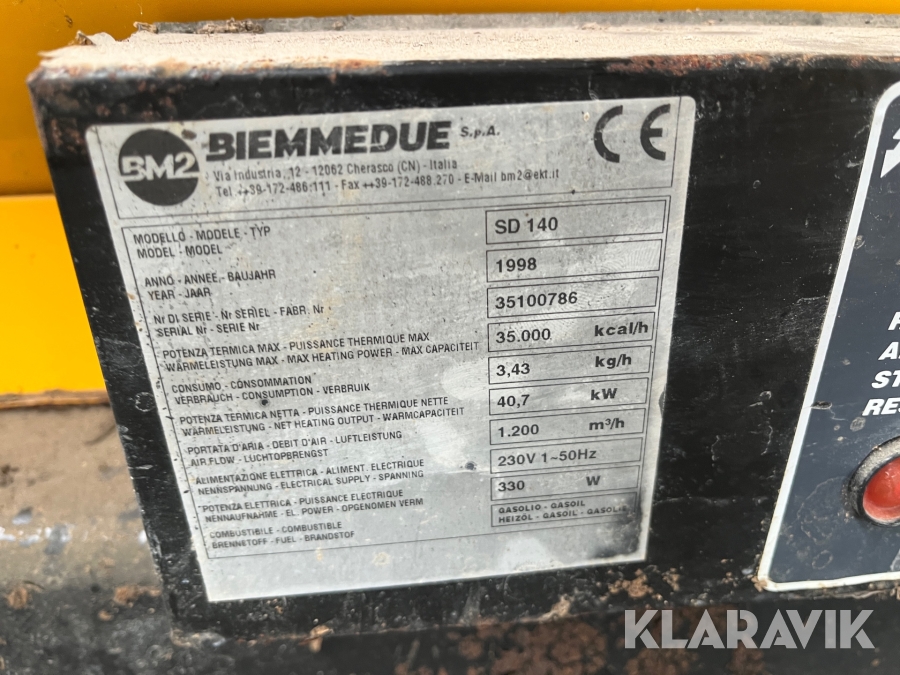 BM2 BIEMMEDUE S.p.A. CE
Via Industria, 12 - 12062 Cherasco (CN) - Italia
Tel. ++39-172-486.111 - Fax ++39-172-488.270 - E-Mail bm2@ekt.it
MODELLO - MODELE - TYP
MODEL - MODEL
SD 140
ANNO - ANNEE - BAUJAHR
YEAR - JAAR
1998
Nr DI SERIE - Nr SERIEL - FABR. Nr
SERIAL Nr - SERIE Nr
35100786
POTENZA TERMICA MAX - PUISSANCE THERMIQUE MAX
WÄRMELEISTUNG MAX - MAX HEATING POWER - MAX CAPACITEIT
35.000 kcal/h
CONSUMO - CONSOMMATION
VERBRAUCH - CONSUMPTION - VERBRUIK
3,43 kg/h
POTENZA TERMICA NETTA - PUISSANCE THERMIQUE NETTE
WÄRMELEISTUNG - NET HEATING OUTPUT - WARMCAPACITEIT
40,7 kW
PORTATA D'ARIA - DEBIT D'AIR - LUFTLEISTUNG
AIR FLOW - LUCHTOPBRENGST
1.200 m³/h
ALIMENTAZIONE ELETTRICA - ALIMENT. ELECTRIQUE
NENNSPANNUNG - ELECTRICAL SUPPLY - SPANNING
230V 1~50Hz
POTENZA ELETTRICA - PUISSANCE ELECTRIQUE
NENNAUFNAHME - EL. POWER - OPGENOMEN VERM
330 W
COMBUSTIBILE - COMBUSTIBLE
BRENNSTOFF - FUEL - BRANDSTOF
GASOLIO - GASOIL
HEIZÖL - GASOIL - GASOLIE
ST
RES
KLARAVIK